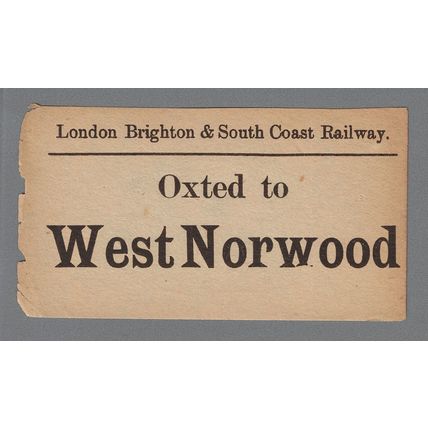 London Brighton & South Coast Railway.
Oxted to
West Norwood